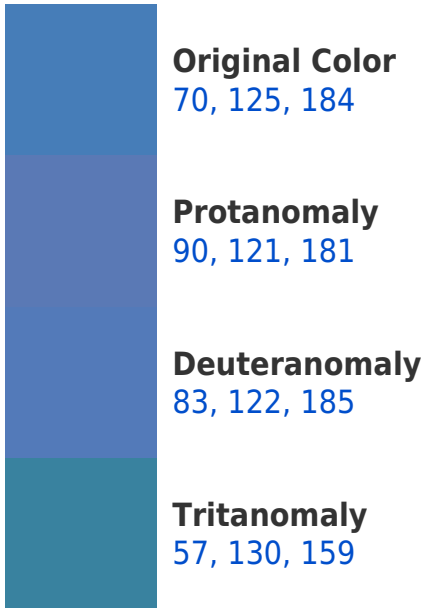 Original Color
70, 125, 184
Protanomaly
90, 121, 181
Deuteranomaly
83, 122, 185
Tritanomaly
57, 130, 159